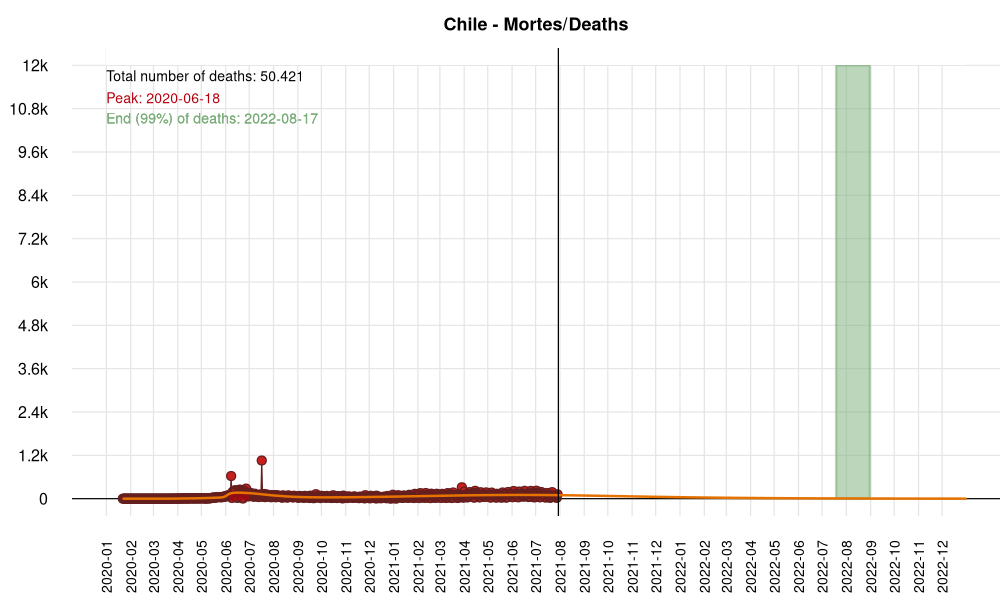 Chile - Mortes/Deaths
Total number of deaths: 50.421
Peak: 2020-06-18
End (99%) of deaths: 2022-08-17
12k
10.8k
9.6k
8.4k
7.2k
6k
4.8k
3.6k
2.4k
1.2k
0
2020-01
2020-02
2020-03
2020-04
2020-05
2020-06
2020-07
2020-08
2020-09
2020-10
2020-11
2020-12
2021-01
2021-02
2021-03
2021-04
2021-05
2021-06
2021-07
2021-08
2021-09
2021-10
2021-11
2021-12
2022-01
2022-02
2022-03
2022-04
2022-05
2022-06
2022-07
2022-08
2022-09
2022-10
2022-11
2022-12